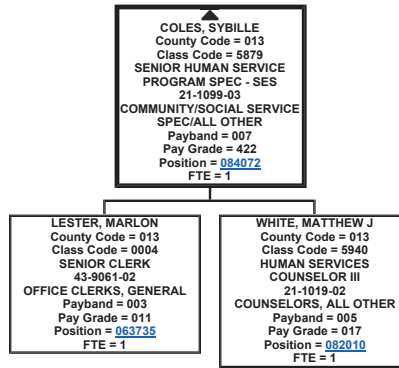 COLES, SYBILLE
County Code = 013
Class Code = 5879
SENIOR HUMAN SERVICE
PROGRAM SPEC - SES
21-1099-03
COMMUNITY/SOCIAL SERVICE
SPEC/ALL OTHER
Payband = 007
Pay Grade = 422
Position = 084072
FTE = 1
LESTER, MARLON
County Code = 013
Class Code = 0004
SENIOR CLERK
43-9061-02
OFFICE CLERKS, GENERAL
Payband = 003
Pay Grade = 011
Position = 063735
FTE = 1
WHITE, MATTHEW J
County Code = 013
Class Code = 5940
HUMAN SERVICES
COUNSELOR III
21-1019-02
COUNSELORS, ALL OTHER
Payband = 005
Pay Grade = 017
Position = 082010
FTE = 1